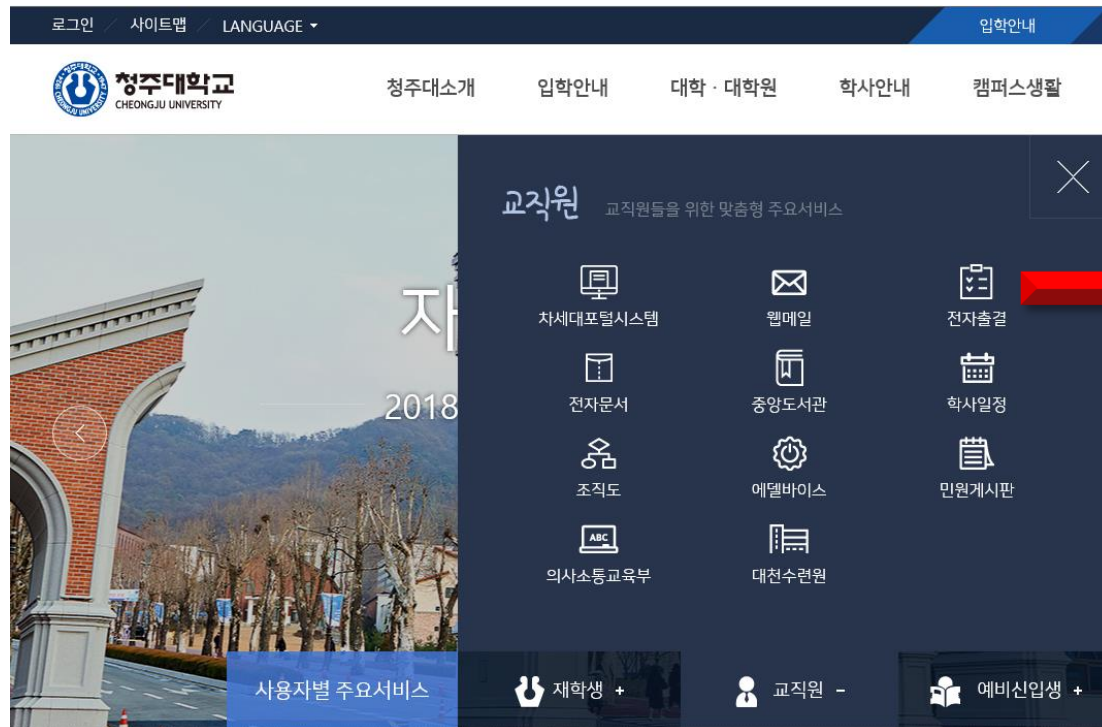 로그인 / 사이트맵 / LANGUAGE
입학안내
청주대학교
CHEONGJU UNIVERSITY
청주대소개 입학안내 대학 · 대학원 학사안내 캠퍼스생활
교직원 교직원들을 위한 맞춤형 주요서비스
차세대포털시스템 웹메일 전자출결
전자문서 중앙도서관 학사일정
조직도 에델바이스 민원게시판
ABC
의사소통교육부 대천수련원
자
2018
사용자별 주요서비스 재학생 + 교직원 - 예비신입생 +